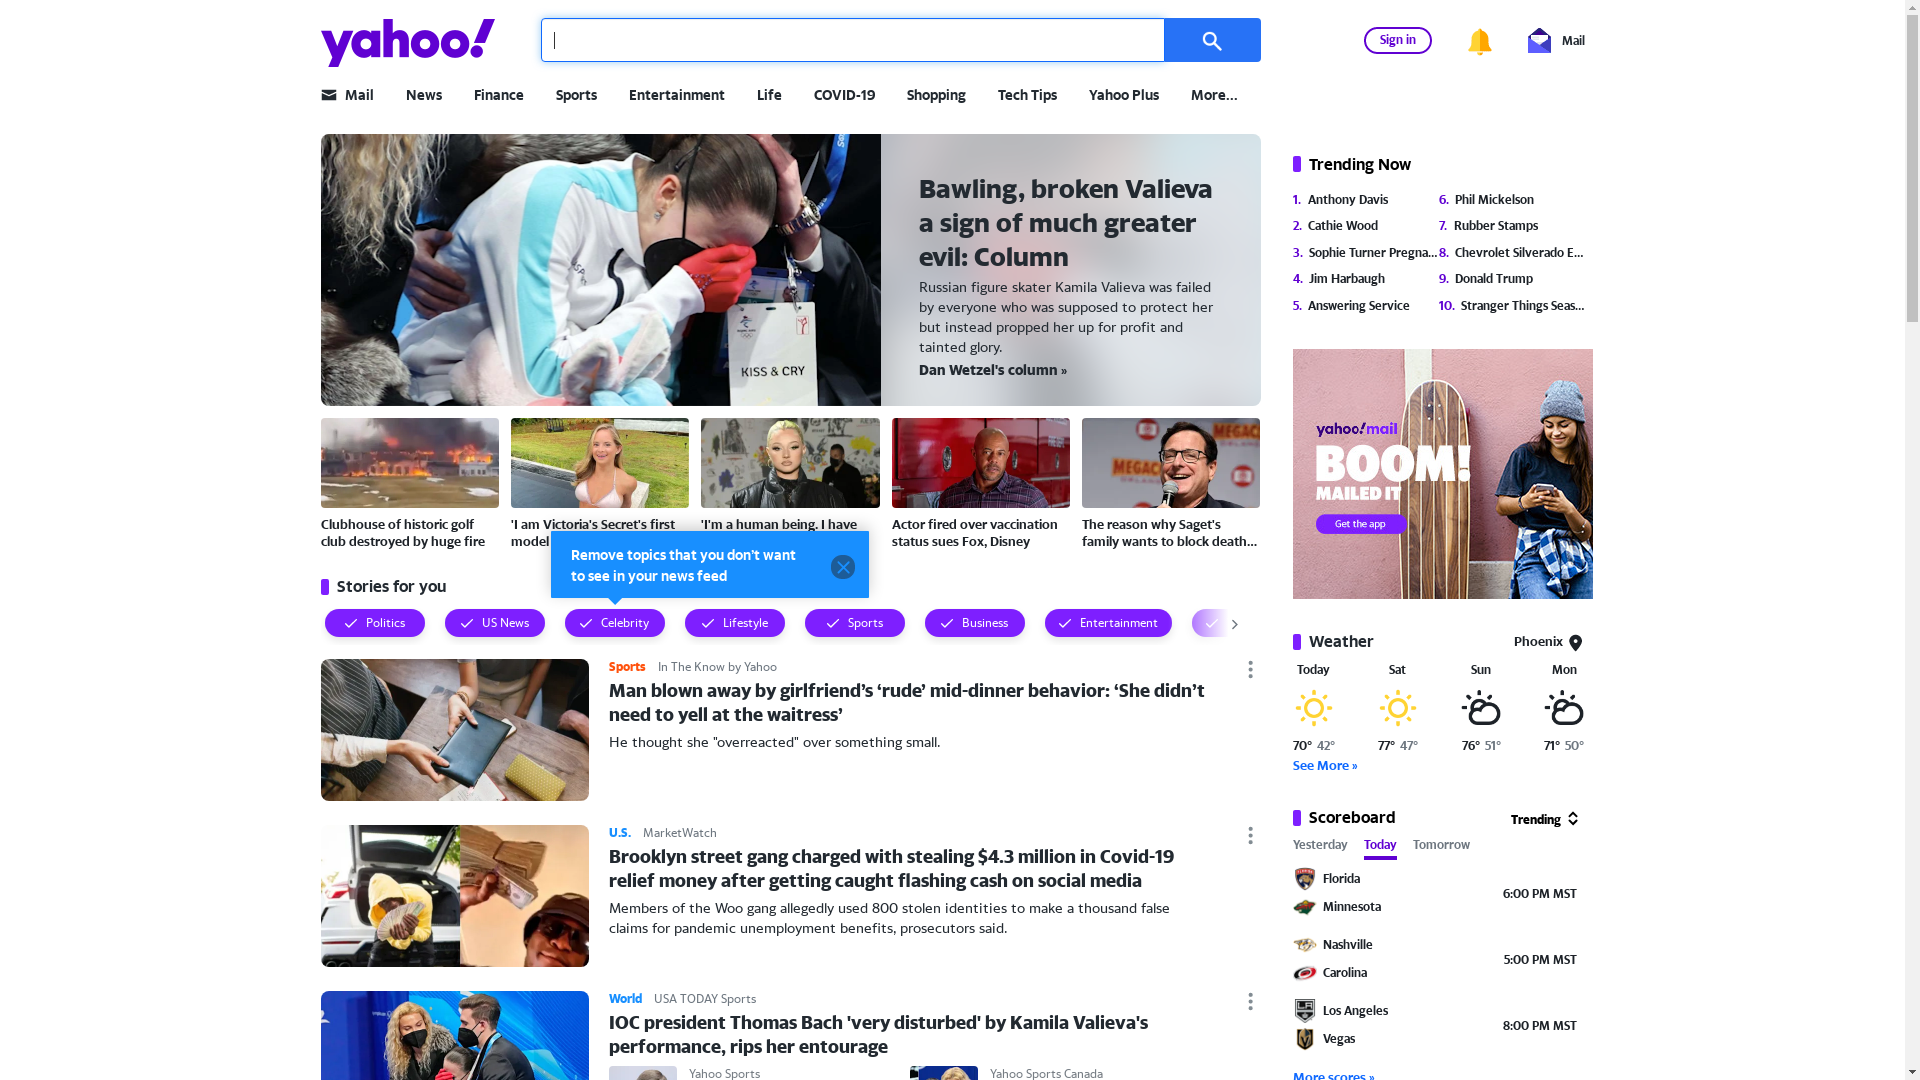 yahoo!
Sign in
Mail
Mail
News
Finance
Sports
Entertainment
Life
COVID-19
Shopping
Tech Tips
Yahoo Plus
More...
KISS & CRY
Bawling, broken Valieva
a sign of much greater
evil: Column
Russian figure skater Kamila Valieva was failed
by everyone who was supposed to protect her
but instead propped her up for profit and
tainted glory.
Dan Wetzel's column »
Clubhouse of historic golf
club destroyed by huge fire
'I am Victoria's Secret's first
model
'I'm a human being. I have
Actor fired over vaccination
status sues Fox, Disney
The reason why Saget's
family wants to block death...
Remove topics that you don't want
to see in your news feed
Stories for you
Politics
US News
Celebrity
Lifestyle
Sports
Business
Entertainment
Sports
In The Know by Yahoo
Man blown away by girlfriend’s ‘rude’ mid-dinner behavior: ‘She didn’t
need to yell at the waitress’
He thought she "overreacted" over something small.
U.S.
MarketWatch
Brooklyn street gang charged with stealing $4.3 million in Covid-19
relief money after getting caught flashing cash on social media
Members of the Woo gang allegedly used 800 stolen identities to make a thousand false
claims for pandemic unemployment benefits, prosecutors said.
World
USA TODAY Sports
IOC president Thomas Bach 'very disturbed' by Kamila Valieva's
performance, rips her entourage
Yahoo Sports
Yahoo Sports Canada
Trending Now
1. Anthony Davis
2. Cathie Wood
3. Sophie Turner Pregna...
4. Jim Harbaugh
5. Answering Service
6. Phil Mickelson
7. Rubber Stamps
8. Chevrolet Silverado E...
9. Donald Trump
10. Stranger Things Seas...
yahoo!mail
BOOM!
MAILED IT
Get the app
Weather
Phoenix
Today
Sat
Sun
Mon
70° 42°
77° 47°
76° 51°
71° 50°
See More »
Scoreboard
Trending
Yesterday
Today
Tomorrow
Florida
Minnesota
6:00 PM MST
Nashville
Carolina
5:00 PM MST
Los Angeles
Vegas
8:00 PM MST
More scores »